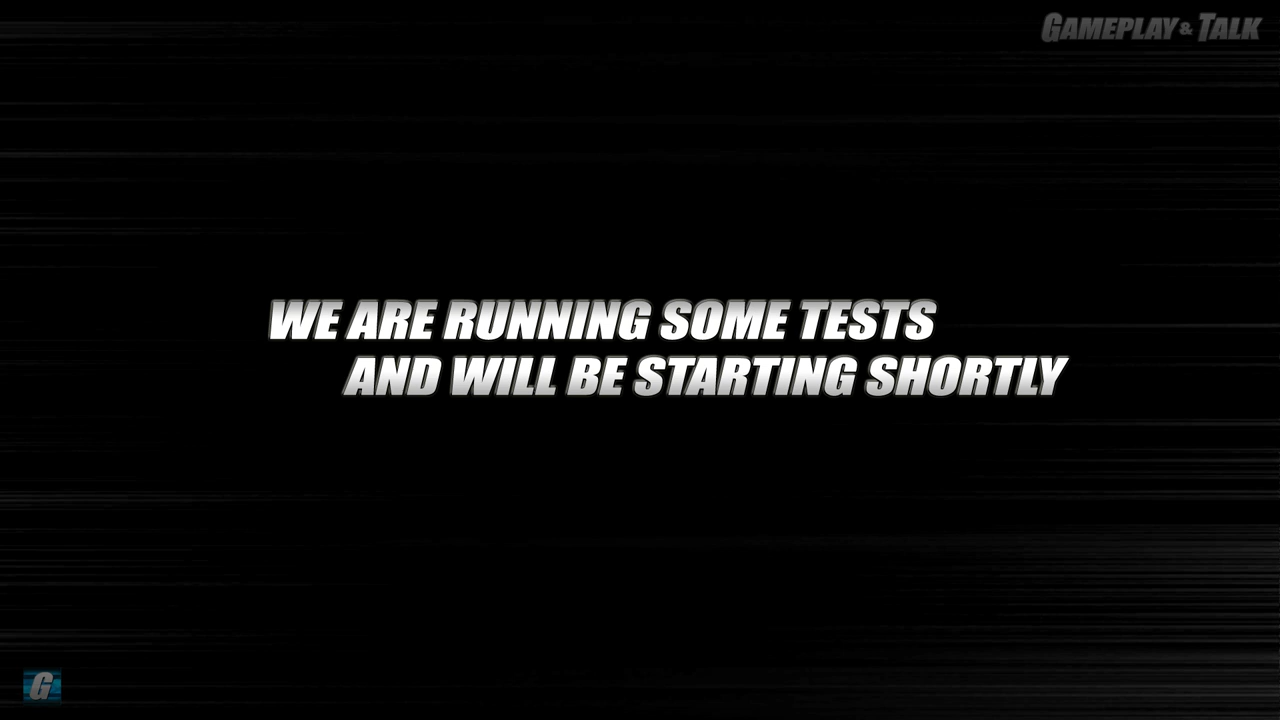 GAMEPLAY & TALK
WE ARE RUNNING SOME TESTS
AND WILL BE STARTING SHORTLY
G